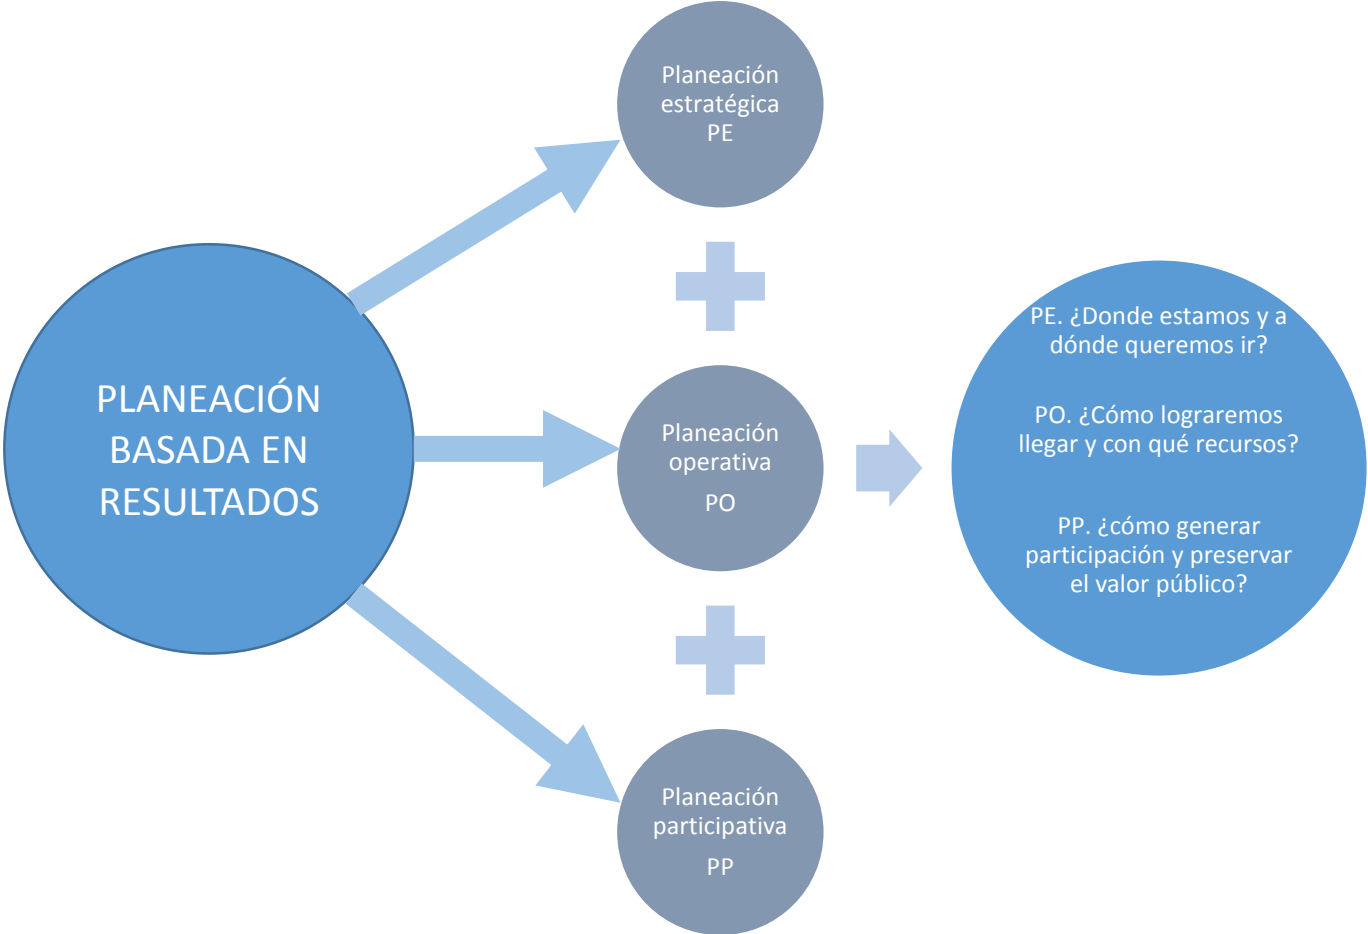 PLANEACIÓN
BASADA EN
RESULTADOS
Planeación
estratégica
PE
Planeación
operativa
PO
Planeación
participativa
PP
PE. ¿Donde estamos y a
dónde queremos ir?
PO. ¿Cómo lograremos
llegar y con qué recursos?
PP. ¿cómo generar
participación y preservar
el valor público?